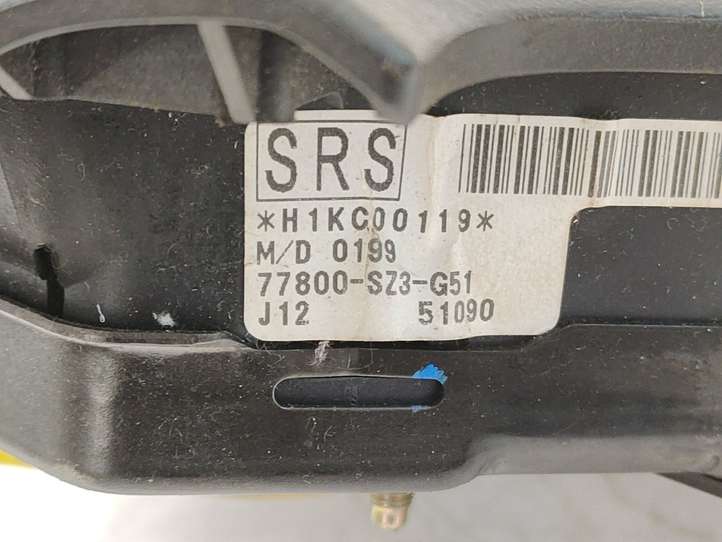 SRS
*H1KC00119*
M/D 0199
77800-SZ3-G51
J12 51090